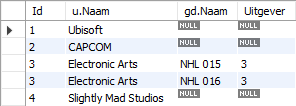 Id u.Naam gd.Naam Uitgever
1 Ubisoft NULL NULL
2 CAPCOM NULL NULL
3 Electronic Arts NHL 015 3
3 Electronic Arts NHL 016 3
4 Slightly Mad Studios NULL NULL